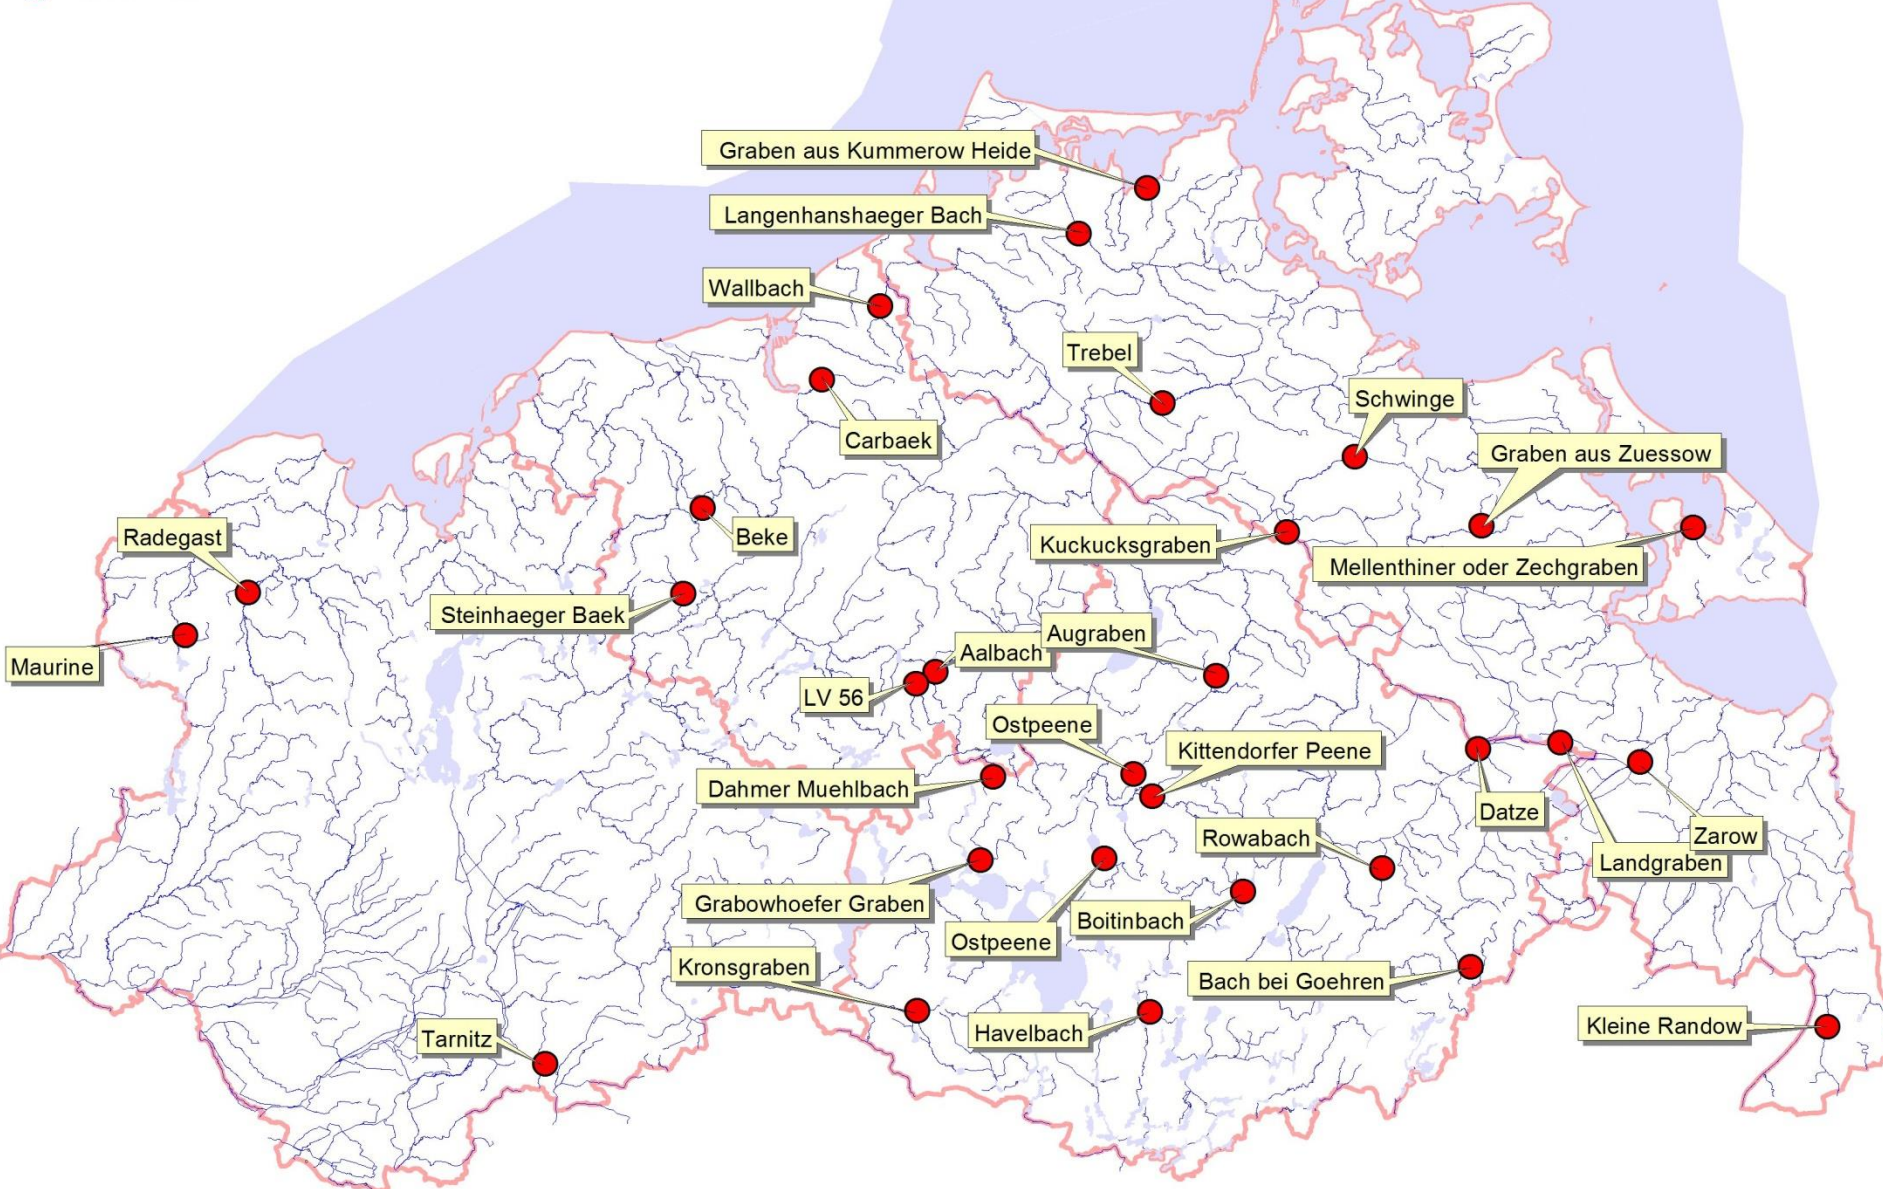 Graben aus Kummerow Heide
Langenhanshaeger Bach
Wallbach
Trebel
Schwinge
Carbaek
Graben aus Zuessow
Radegast
Beke
Kuckucksgraben
Mellenthiner oder Zechgraben
Steinhaeger Baek
Augraben
Aalbach
Maurine
LV 56
Ostpeene
Kittendorfer Peene
Dahmer Muehlbach
Datze
Rowabach
Zarow
Landgraben
Grabowhoefer Graben
Boitinbach
Ostpeene
Kronsgraben
Bach bei Goehren
Kleine Randow
Havelbach
Tarnitz